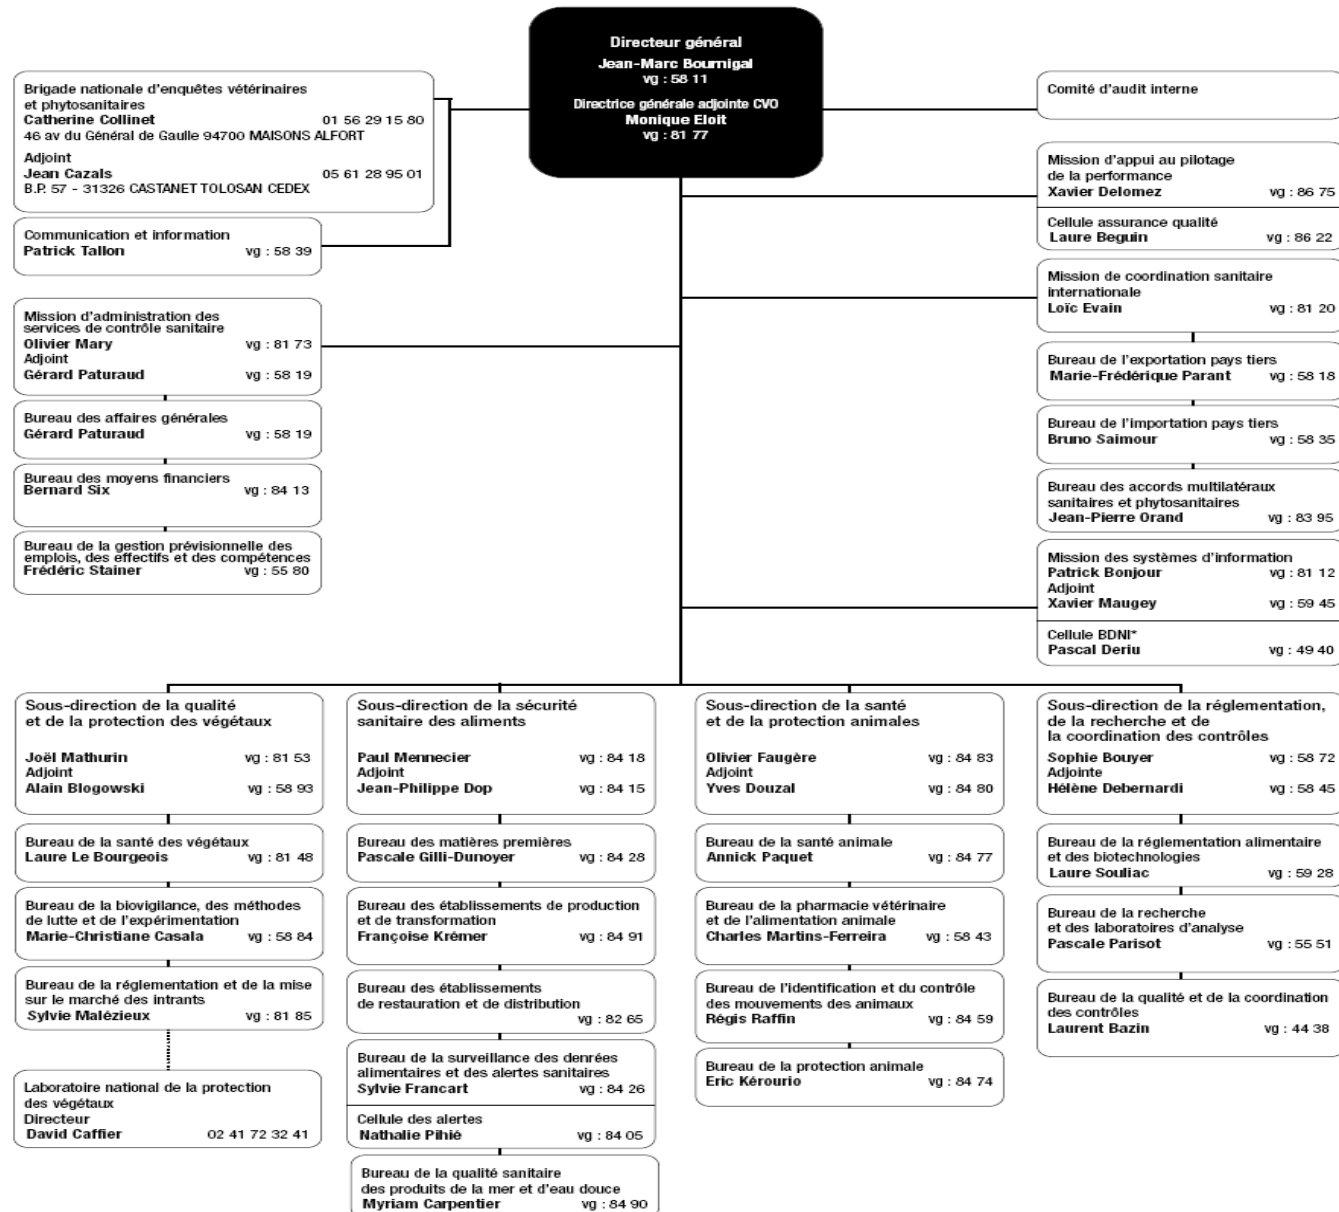 Directeur général
Jean-Marc Bournigal
vg : 58 11
Directrice générale adjointe CVO
Monique Eloit
vg : 81 77
Brigade nationale d'enquêtes vétérinaires
et phytosanitaires
Catherine Collinet 01 56 29 15 80
46 av du Général de Gaulle 94700 MAISONS ALFORT
Adjoint
Jean Cazals 05 61 28 95 01
B.P. 57 - 31326 CASTANET TOLOSAN CEDEX
Communication et information
Patrick Tallon vg : 58 39
Mission d'administration des
services de contrôle sanitaire
Olivier Mary vg : 81 73
Adjoint
Gérard Paturaud vg : 58 19
Bureau des affaires générales
Gérard Paturaud vg : 58 19
Bureau des moyens financiers
Bernard Six vg : 84 13
Bureau de la gestion prévisionnelle des
emplois, des effectifs et des compétences
Frédéric Stainer vg : 55 80
Comité d'audit interne
Mission d'appui au pilotage
de la performance
Xavier Delomez vg : 86 75
Cellule assurance qualité
Laure Beguin vg : 86 22
Mission de coordination sanitaire
internationale
Loïc Evain vg : 81 20
Bureau de l'exportation pays tiers
Marie-Frédérique Parant vg : 58 18
Bureau de l'importation pays tiers
Bruno Saimour vg : 58 35
Bureau des accords multilatéraux
sanitaires et phytosanitaires
Jean-Pierre Orand vg : 83 95
Mission des systèmes d'information
Patrick Bonjour vg : 81 12
Adjoint
Xavier Maugey vg : 59 45
Cellule BDNI*
Pascal Deriu vg : 49 40
Sous-direction de la qualité
et de la protection des végétaux
Joël Mathurin vg : 81 53
Adjoint
Alain Blogowski vg : 58 93
Bureau de la santé des végétaux
Laure Le Bourgeois vg : 81 48
Bureau de la biovigilance, des méthodes
de lutte et de l'expérimentation
Marie-Christiane Casala vg : 58 84
Bureau de la réglementation et de la mise
sur le marché des intrants
Sylvie Malézieux vg : 81 85
Laboratoire national de la protection
des végétaux
Directeur
David Caffier 02 41 72 32 41
Sous-direction de la sécurité
sanitaire des aliments
Paul Mennecier vg : 84 18
Adjoint
Jean-Philippe Dop vg : 84 15
Bureau des matières premières
Pascale Gilli-Dunoyer vg : 84 28
Bureau des établissements de production
et de transformation
Françoise Krémer vg : 84 91
Bureau des établissements
de restauration et de distribution
vg : 82 65
Bureau de la surveillance des denrées
alimentaires et des alertes sanitaires
Sylvie Francart vg : 84 26
Cellule des alertes
Nathalie Pihié vg : 84 05
Bureau de la qualité sanitaire
des produits de la mer et d'eau douce
Myriam Carpentier vg : 84 90
Sous-direction de la santé
et de la protection animales
Olivier Faugère vg : 84 83
Adjoint
Yves Douzal vg : 84 80
Bureau de la santé animale
Annick Paquet vg : 84 77
Bureau de la pharmacie vétérinaire
et de l'alimentation animale
Charles Martins-Ferreira vg : 58 43
Bureau de l'identification et du contrôle
des mouvements des animaux
Régis Raffin vg : 84 59
Bureau de la protection animale
Eric Kérourio vg : 84 74
Sous-direction de la réglementation,
de la recherche et de
la coordination des contrôles
Sophie Bouyer vg : 58 72
Adjointe
Hélène Debernardi vg : 58 45
Bureau de la réglementation alimentaire
et des biotechnologies
Laure Souliac vg : 59 28
Bureau de la recherche
et des laboratoires d'analyse
Pascale Parisot vg : 55 51
Bureau de la qualité et de la coordination
des contrôles
Laurent Bazin vg : 44 38